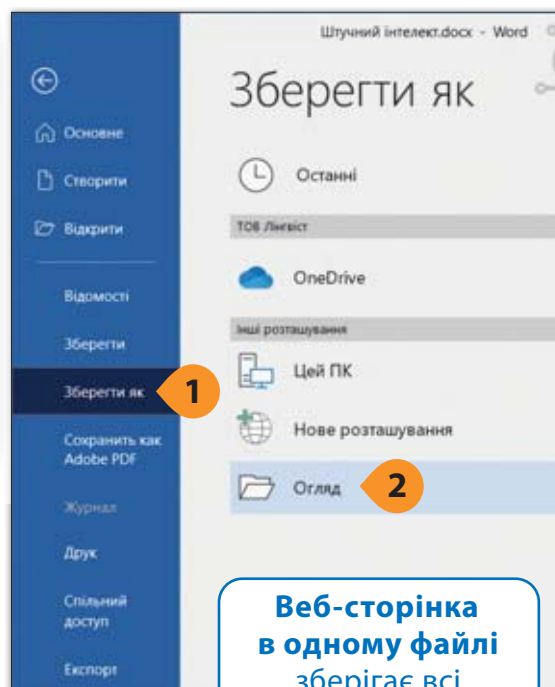 Штучний інтелект.docx - Word
Зберегти як
Основне
Створити
Відкрити
Відомості
Зберегти
Зберегти як
1
Сохранить как
Adobe PDF
Журнал
Друк
Спільний
доступ
Експорт
Останні
ТОВ Лінгвіст
OneDrive
Інші розташування
Цей ПК
Нове розташування
Огляд
2
Веб-сторінка
в одному файлі
зберігає всі